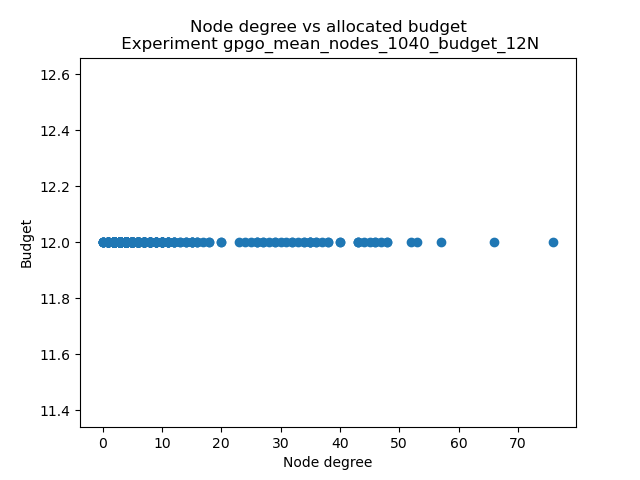 Node degree vs allocated budget
Experiment gpgo_mean_nodes_1040_budget_12N
12.6
12.4
12.2
12.0
11.8
11.6
11.4
Budget
0 10 20 30 40 50 60 70
Node degree